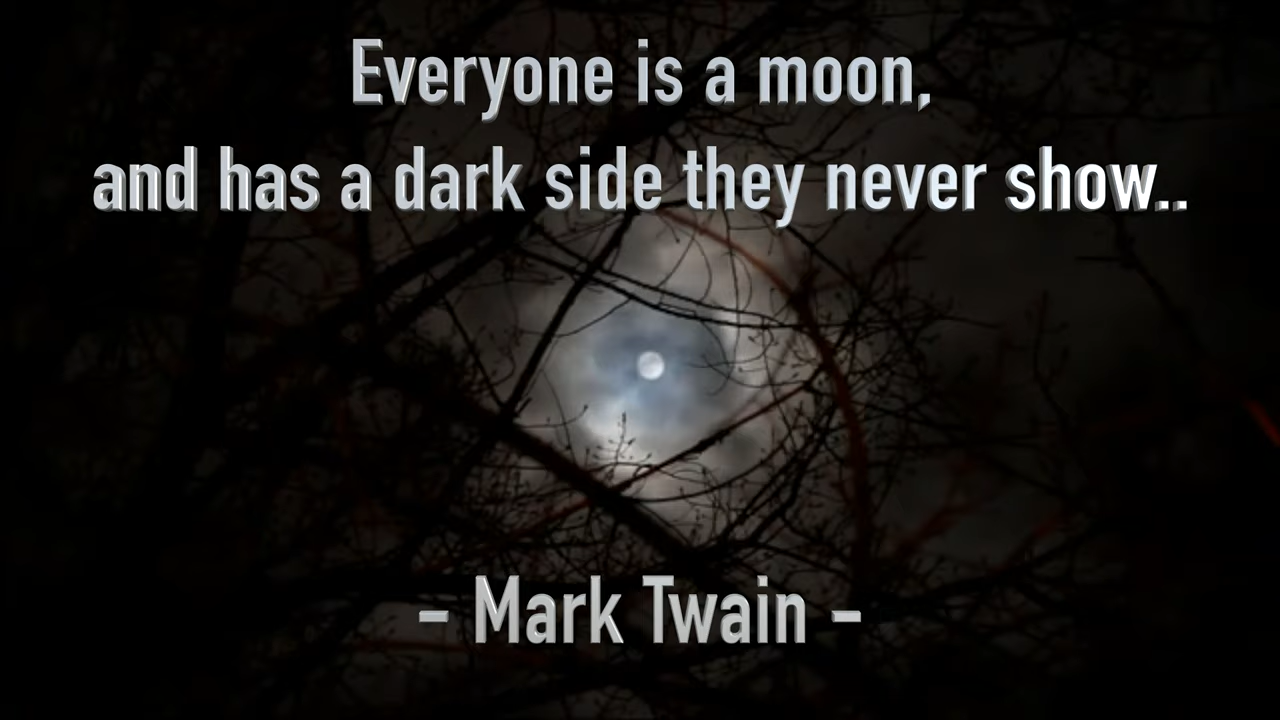 Everyone is a moon,
and has a dark side they never show..
- Mark Twain -